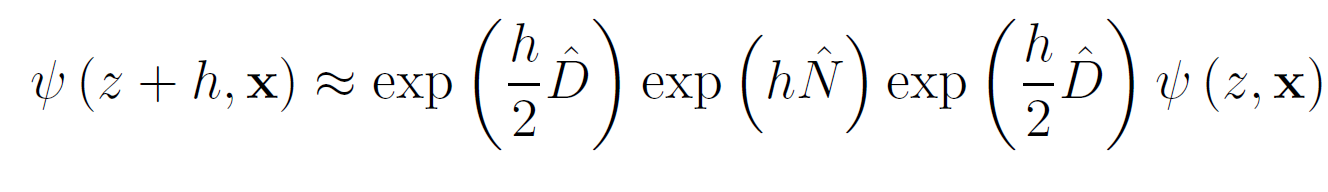 ψ (z + h, 𝐱) ≈ exp (h/2 D̂) exp (hN̂) exp (h/2 D̂) ψ (z, 𝐱)